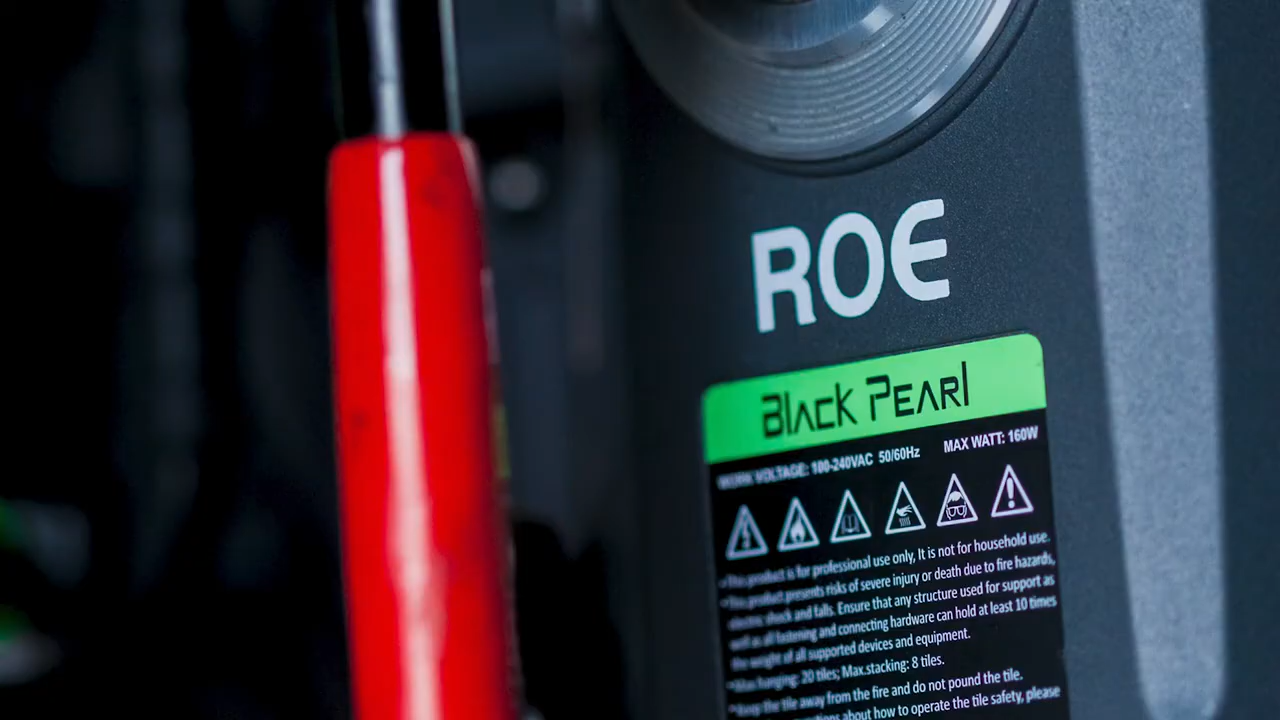 ROE
Black Pearl
WORK VOLTAGE: 100-240VAC 50/60Hz MAX WATT: 160W
*This product is for professional use only, It is not for household use.
*This product presents risks of severe injury or death due to fire hazards,
electric shock and falls. Ensure that any structure used for support as
well as all fastening and connecting hardware can hold at least 10 times
the weight of all supported devices and equipment.
*Max hanging: 20 tiles; Max.stacking: 8 tiles.
*Keep the tile away from the fire and do not pound the tile.
about how to operate the tile safety, please